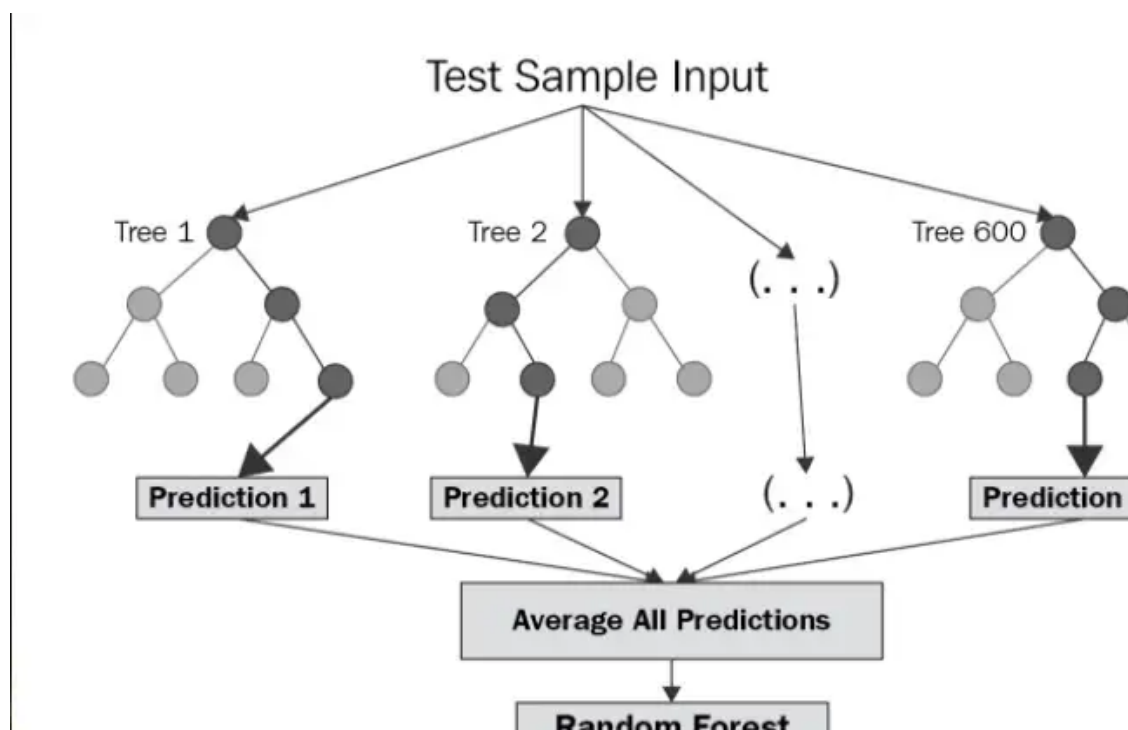 Test Sample Input
Tree 1
Tree 2
Tree 600
(. . .)
Prediction 1
Prediction 2
(. . .)
Prediction
Average All Predictions
Random Forest